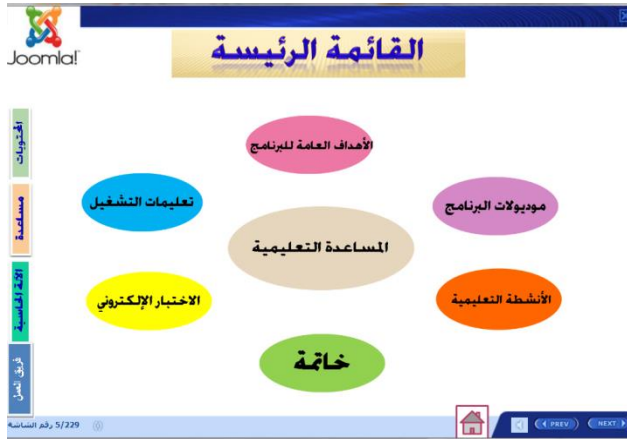 Joomla!
القائمة الرئيسة
الأهداف العامة للبرنامج
موديولات البرنامج
تعليمات التشغيل
المساعدة التعليمية
الأنشطة التعليمية
الاختبار الإلكتروني
خاتمة
المحتويات
مساعدة
الآلة الحاسبة
فريق العمل
5/229 رقم الشاشة
PREV
NEXT